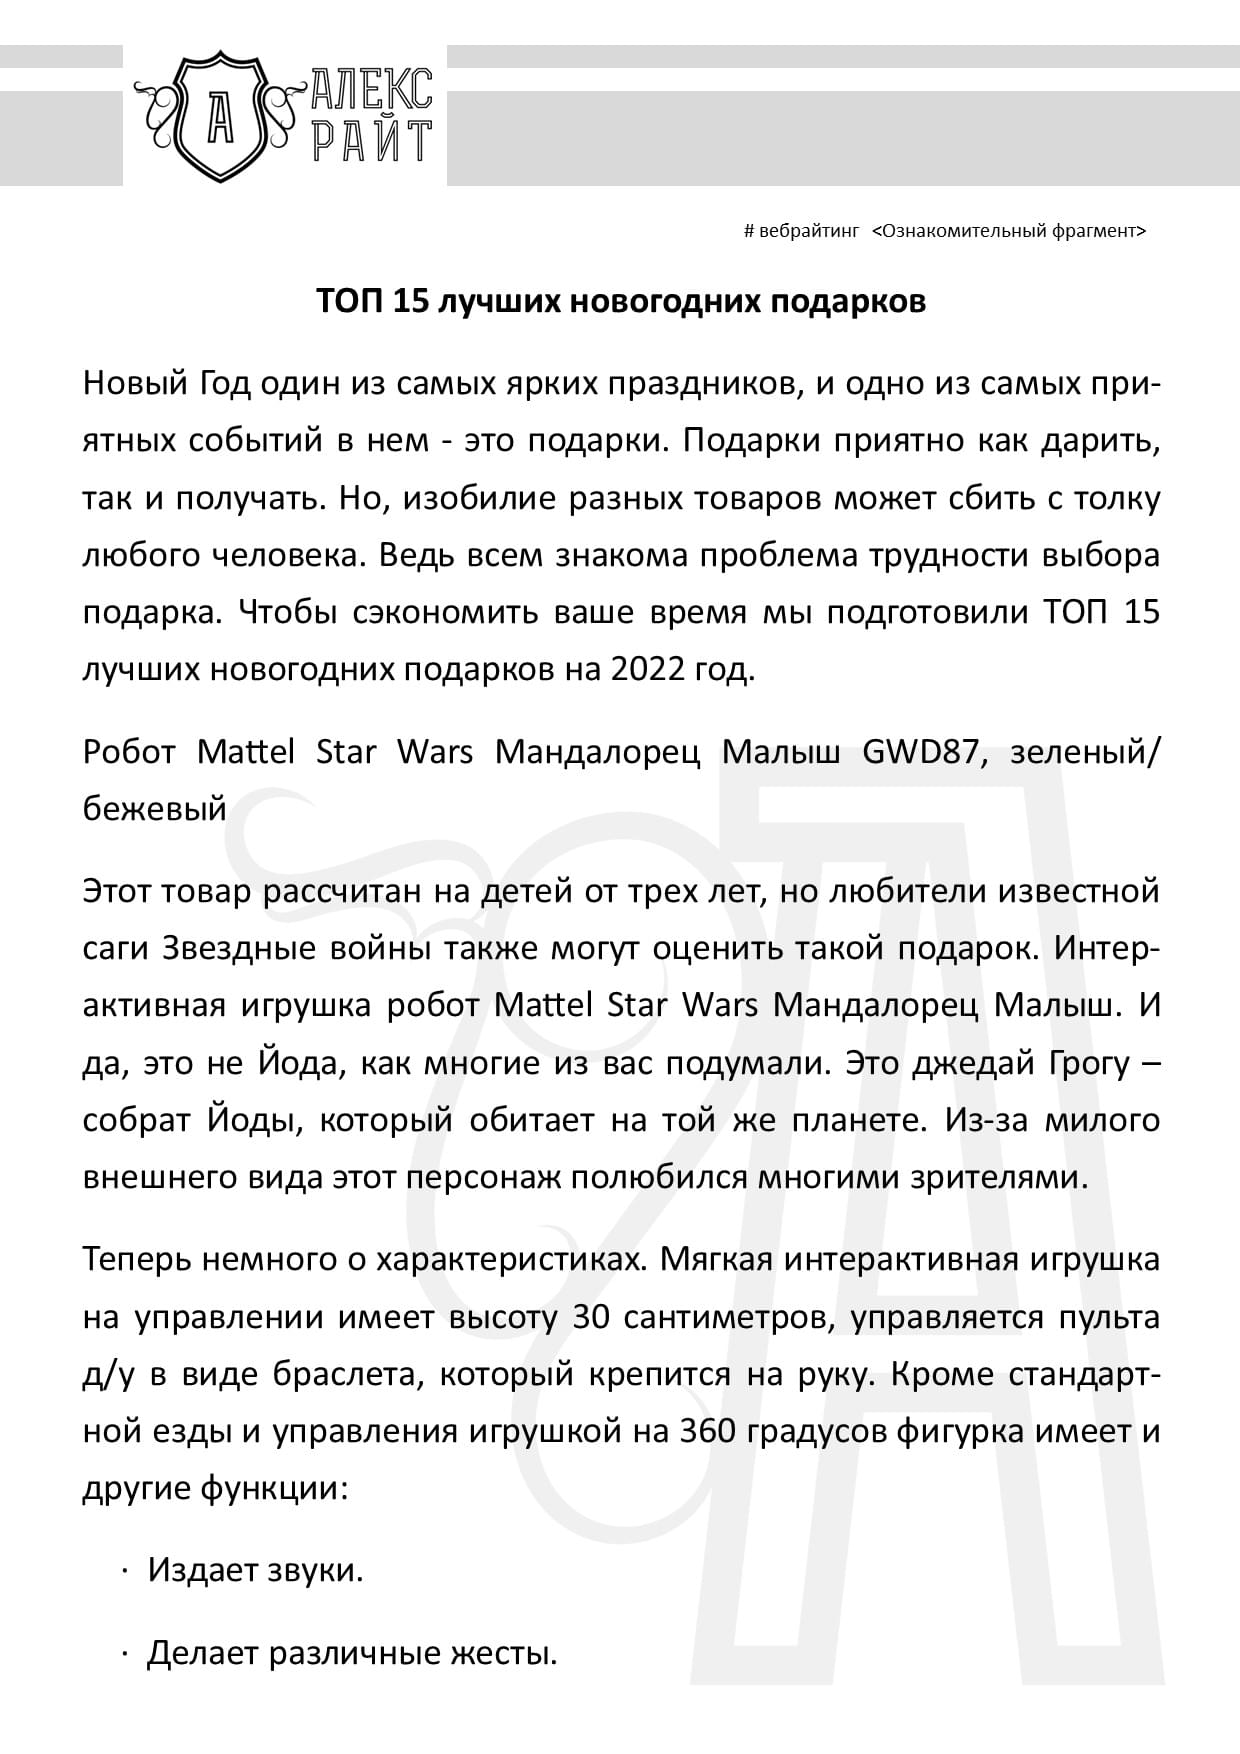 АЛЕКС
РАЙТ
А
# вебрайтинг <Ознакомительный фрагмент>
ТОП 15 лучших новогодних подарков
Новый Год один из самых ярких праздников, и одно из самых при-
ятных событий в нем - это подарки. Подарки приятно как дарить,
так и получать. Но, изобилие разных товаров может сбить с толку
любого человека. Ведь всем знакома проблема трудности выбора
подарка. Чтобы сэкономить ваше время мы подготовили ТОП 15
лучших новогодних подарков на 2022 год.
Робот Mattel Star Wars Мандалорец Малыш GWD87, зеленый/
бежевый
Этот товар рассчитан на детей от трех лет, но любители известной
саги Звездные войны также могут оценить такой подарок. Интер-
активная игрушка робот Mattel Star Wars Мандалорец Малыш. И
да, это не Йода, как многие из вас подумали. Это джедай Грогу –
собрат Йоды, который обитает на той же планете. Из-за милого
внешнего вида этот персонаж полюбился многими зрителями.
Теперь немного о характеристиках. Мягкая интерактивная игрушка
на управлении имеет высоту 30 сантиметров, управляется пульта
д/у в виде браслета, который крепится на руку. Кроме стандарт-
ной езды и управления игрушкой на 360 градусов фигурка имеет и
другие функции:
· Издает звуки.
· Делает различные жесты.